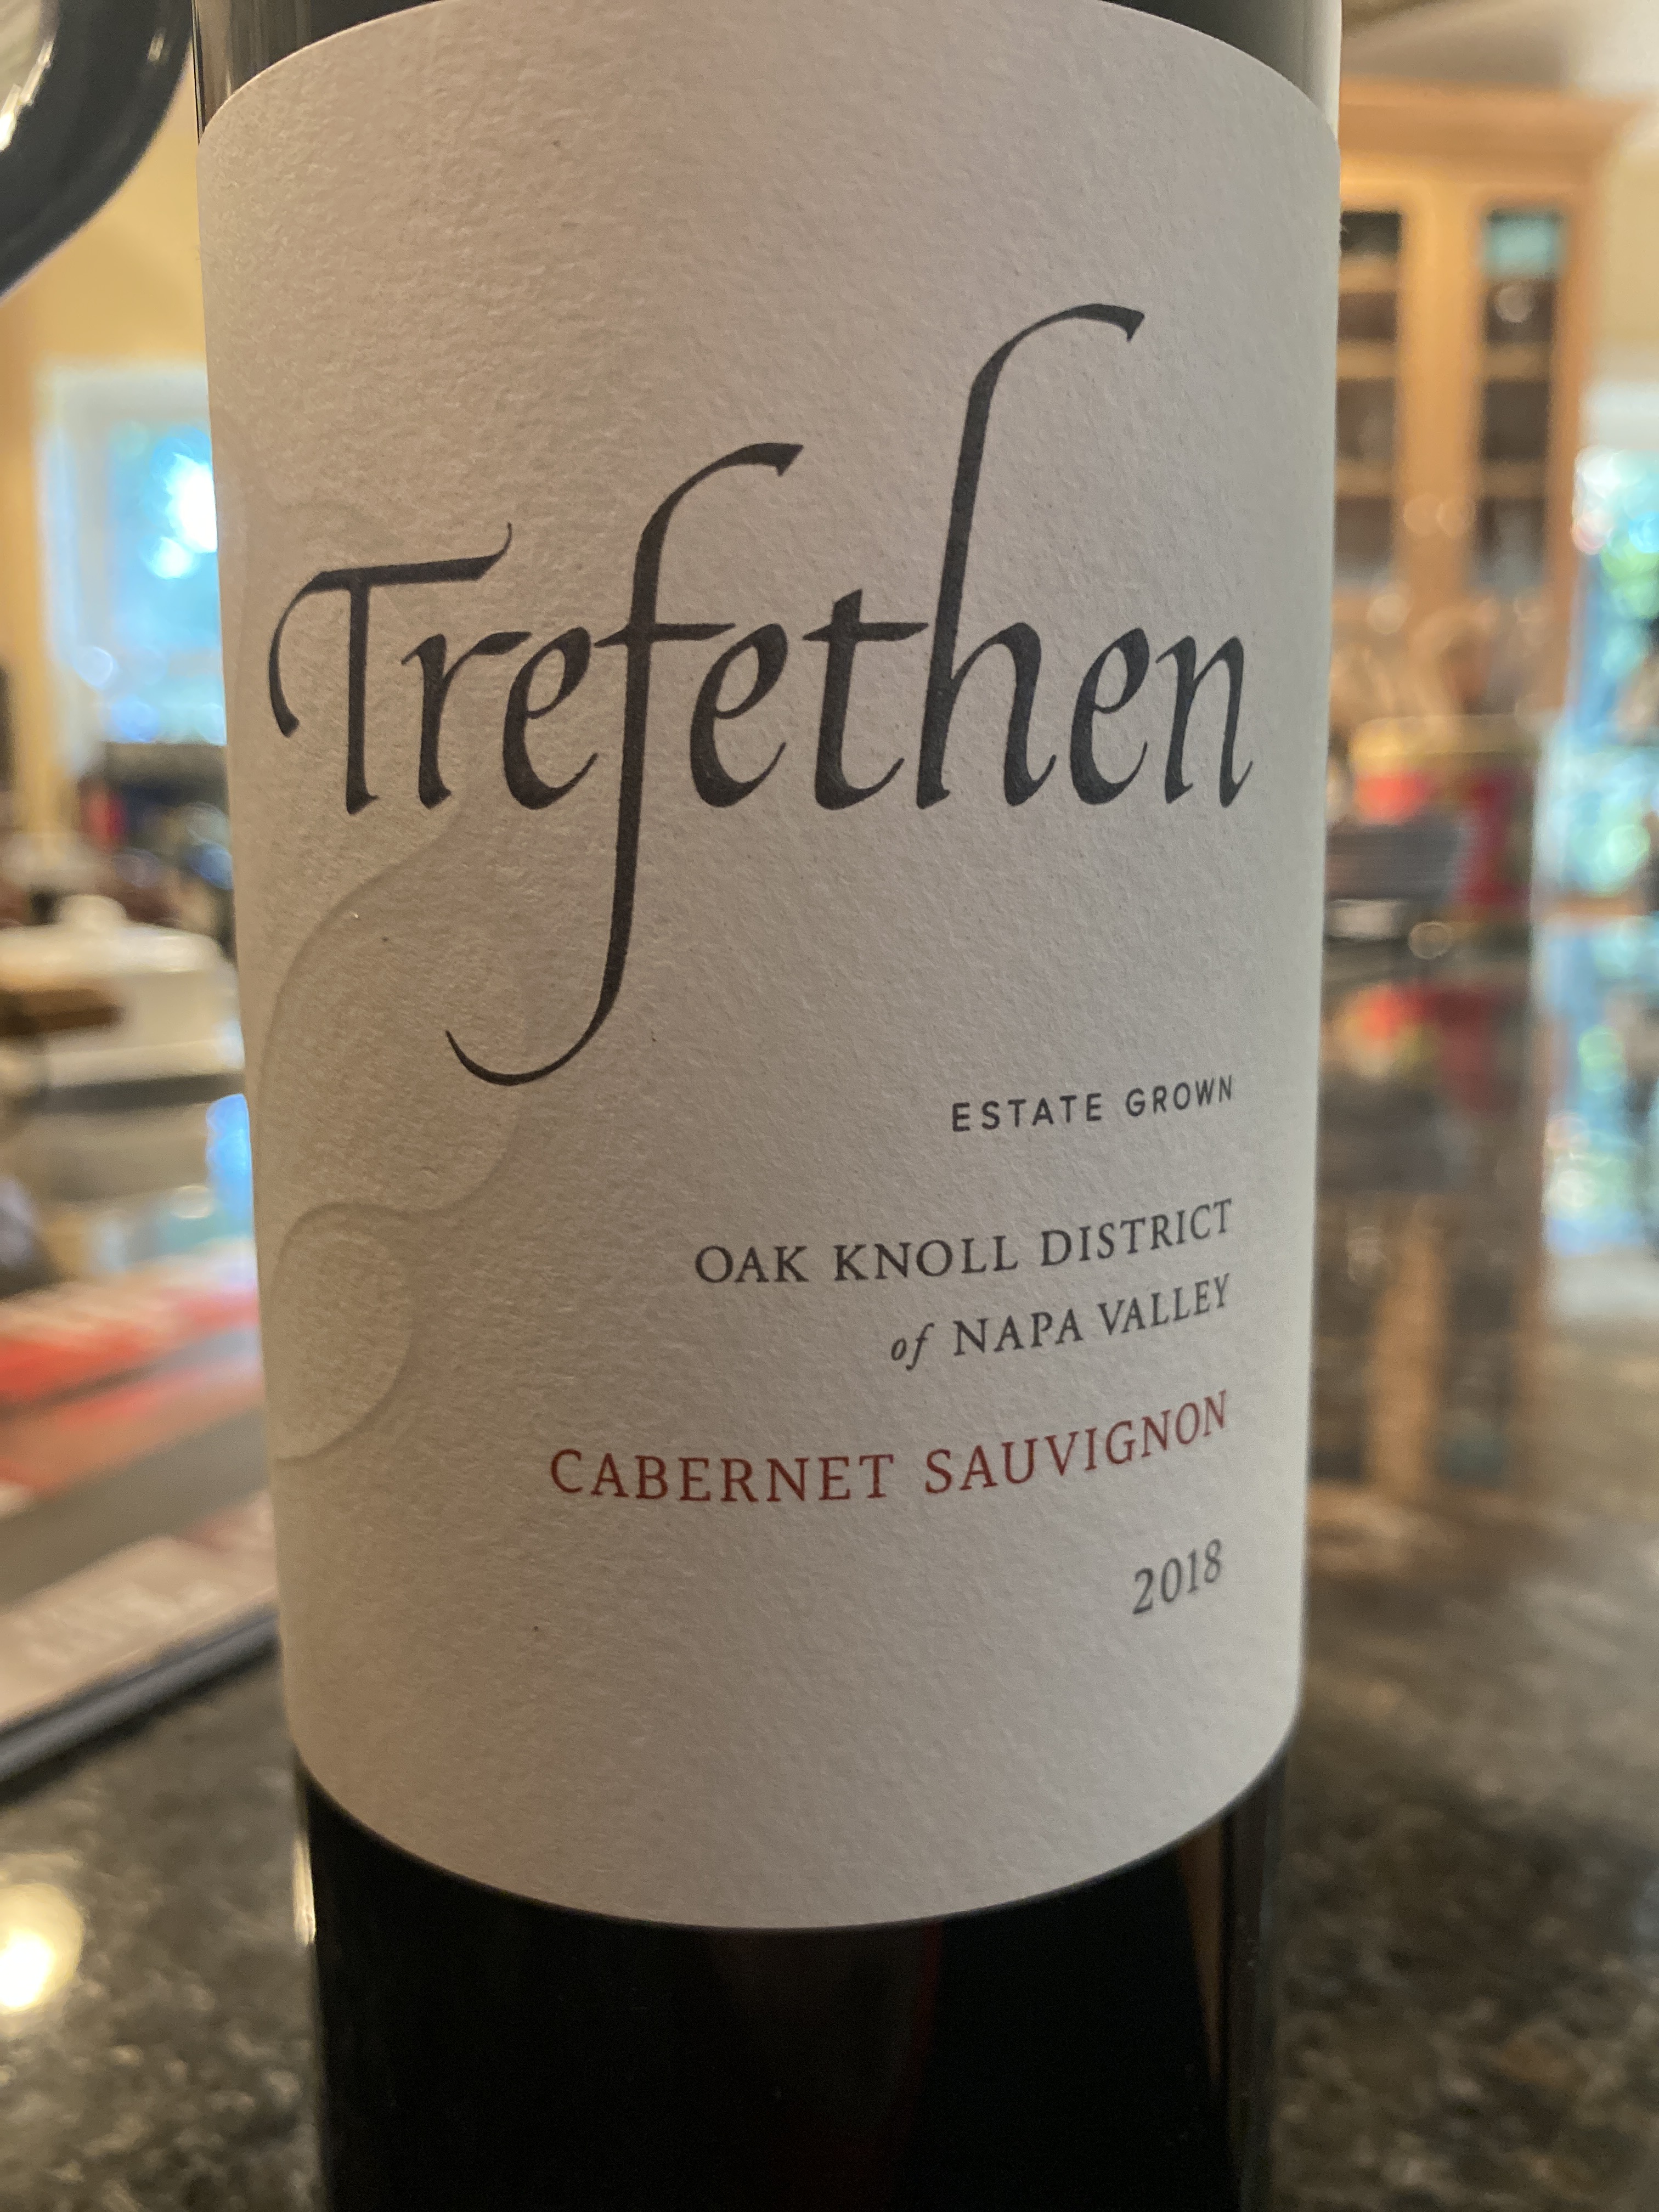 Trefethen
ESTATE GROWN
OAK KNOLL DISTRICT
of NAPA VALLEY
CABERNET SAUVIGNON
2018